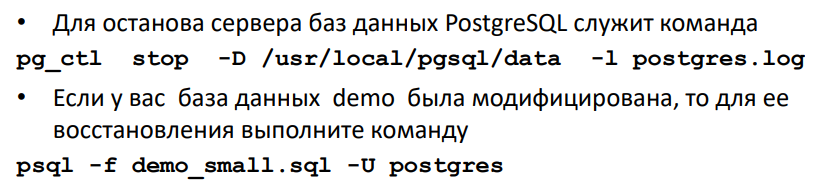 • Для останова сервера баз данных PostgreSQL служит команда
pg_ctl stop -D /usr/local/pgsql/data -l postgres.log
• Если у вас база данных demo была модифицирована, то для ее
восстановления выполните команду
psql -f demo_small.sql -U postgres